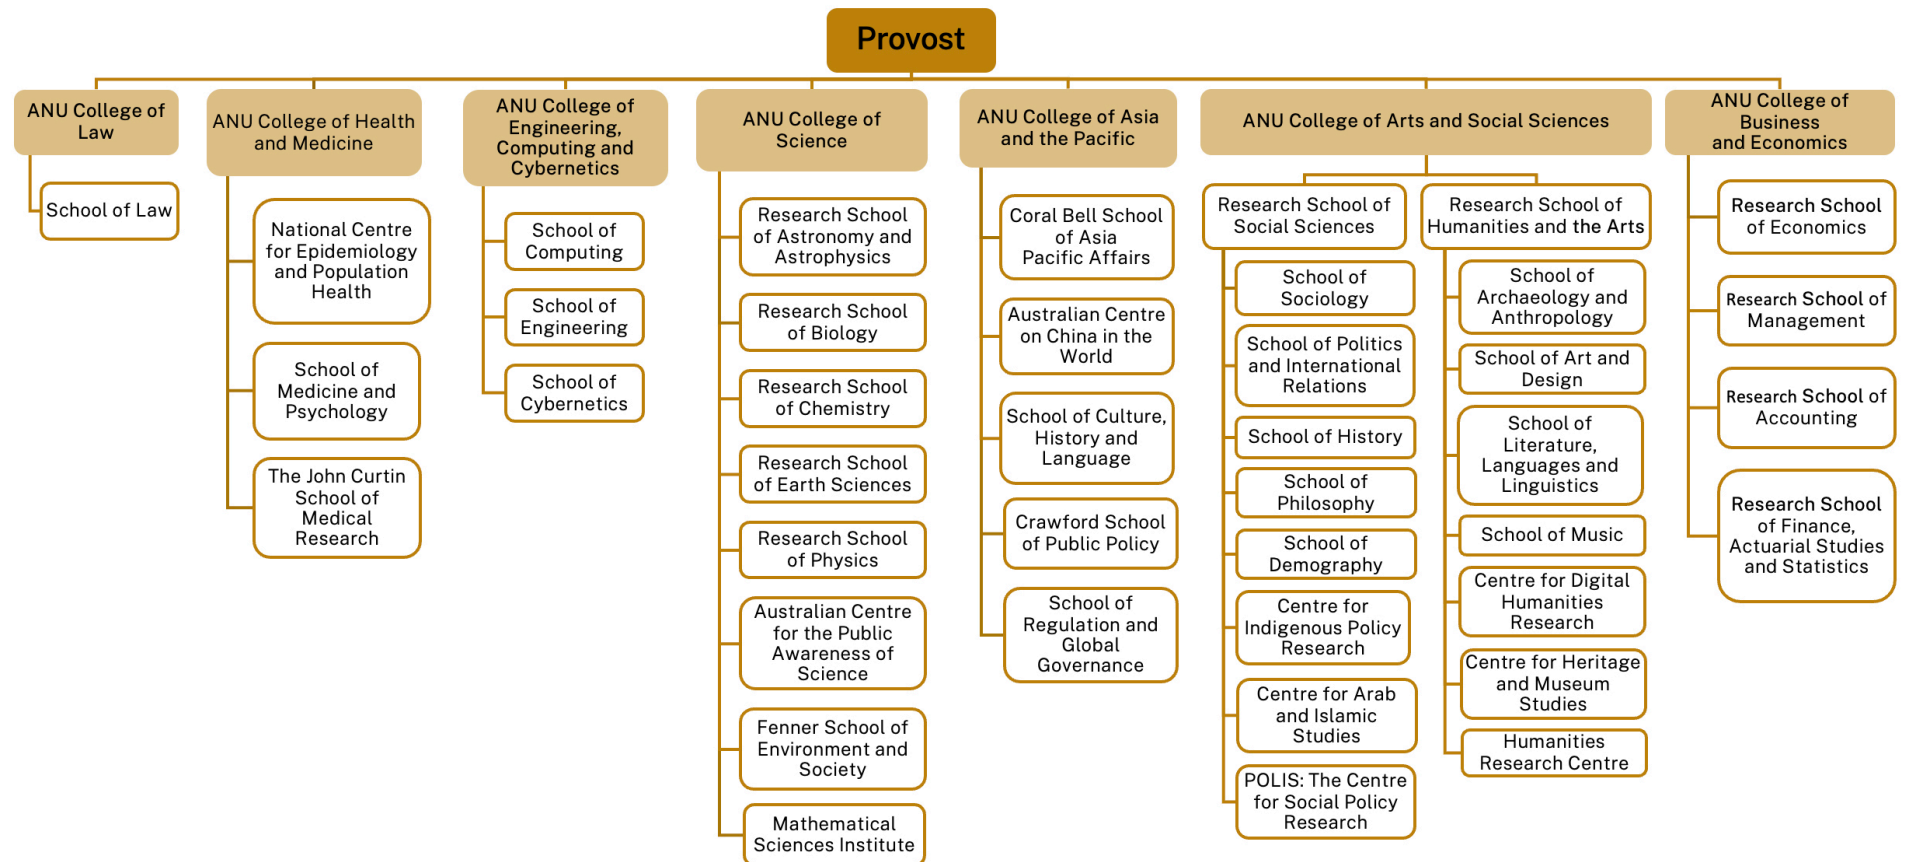 Provost
ANU College of
Law
School of Law
ANU College of Health
and Medicine
National Centre
for Epidemiology
and Population
Health
School of
Medicine and
Psychology
The John Curtin
School of
Medical
Research
ANU College of
Engineering,
Computing and
Cybernetics
School of
Computing
School of
Engineering
School of
Cybernetics
ANU College of
Science
Research School
of Astronomy and
Astrophysics
Research School
of Biology
Research School
of Chemistry
Research School
of Earth Sciences
Research School
of Physics
Australian Centre
for the Public
Awareness of
Science
Fenner School of
Environment and
Society
Mathematical
Sciences Institute
ANU College of Asia
and the Pacific
Coral Bell School
of Asia
Pacific Affairs
Australian Centre
on China in the
World
School of Culture,
History and
Language
Crawford School
of Public Policy
School of
Regulation and
Global
Governance
ANU College of Arts and Social Sciences
Research School of
Social Sciences
School of
Sociology
School of Politics
and International
Relations
School of History
School of
Philosophy
School of
Demography
Centre for
Indigenous Policy
Research
Centre for Arab
and Islamic
Studies
POLIS: The Centre
for Social Policy
Research
Research School of
Humanities and the Arts
School of
Archaeology and
Anthropology
School of Art and
Design
School of
Literature,
Languages and
Linguistics
School of Music
Centre for Digital
Humanities
Research
Centre for Heritage
and Museum
Studies
Humanities
Research Centre
ANU College of
Business
and Economics
Research School
of Economics
Research School of
Management
Research School of
Accounting
Research School
of Finance,
Actuarial Studies
and Statistics